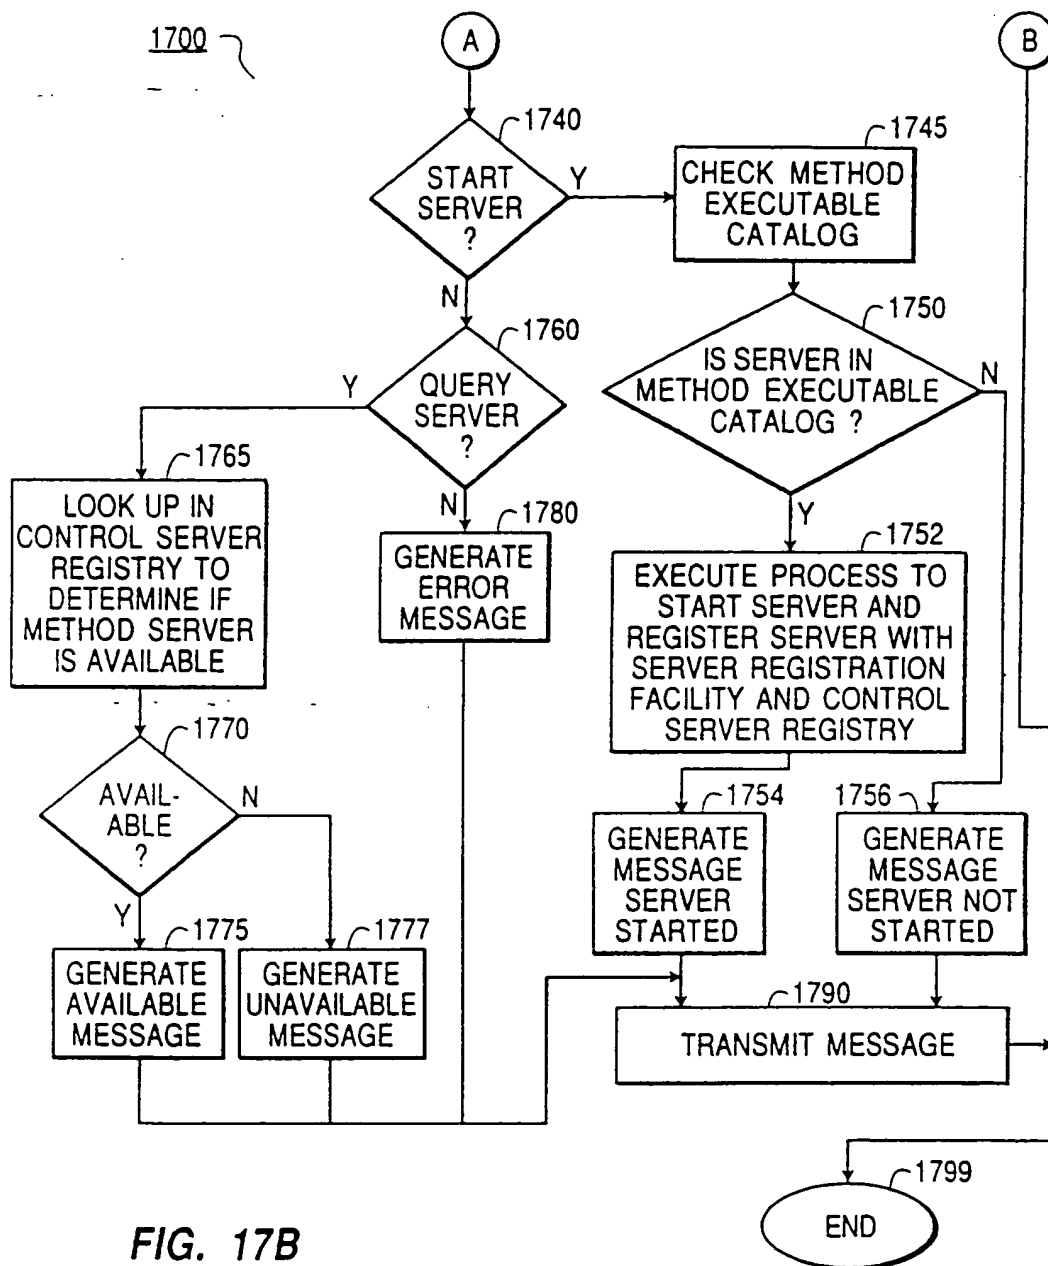 1700
A
B
1740
START
SERVER
?
Y
N
1745
CHECK METHOD
EXECUTABLE
CATALOG
1750
IS SERVER IN
METHOD EXECUTABLE
CATALOG ?
N
Y
1760
QUERY
SERVER
?
Y
N
1765
LOOK UP IN
CONTROL SERVER
REGISTRY TO
DETERMINE IF
METHOD SERVER
IS AVAILABLE
1780
GENERATE
ERROR
MESSAGE
1752
EXECUTE PROCESS TO
START SERVER AND
REGISTER SERVER WITH
SERVER REGISTRATION
FACILITY AND CONTROL
SERVER REGISTRY
1770
AVAIL-
ABLE
?
N
Y
1754
GENERATE
MESSAGE
SERVER
STARTED
1756
GENERATE
MESSAGE
SERVER NOT
STARTED
1775
GENERATE
AVAILABLE
MESSAGE
1777
GENERATE
UNAVAILABLE
MESSAGE
1790
TRANSMIT MESSAGE
1799
END
FIG. 17B